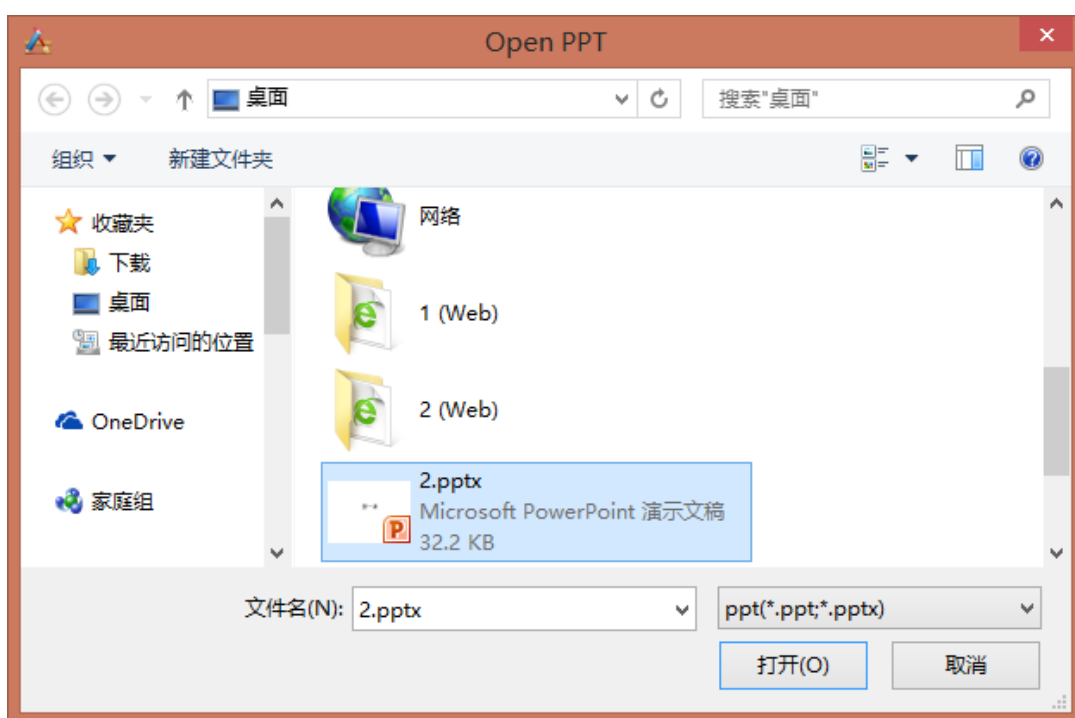 Open PPT
桌面
搜索"桌面"
组织
新建文件夹
收藏夹
下载
桌面
最近访问的位置
OneDrive
家庭组
网络
1 (Web)
2 (Web)
2.pptx
Microsoft PowerPoint 演示文稿
32.2 KB
文件名(N): 2.pptx ppt(*.ppt;*.pptx)
打开(O) 取消